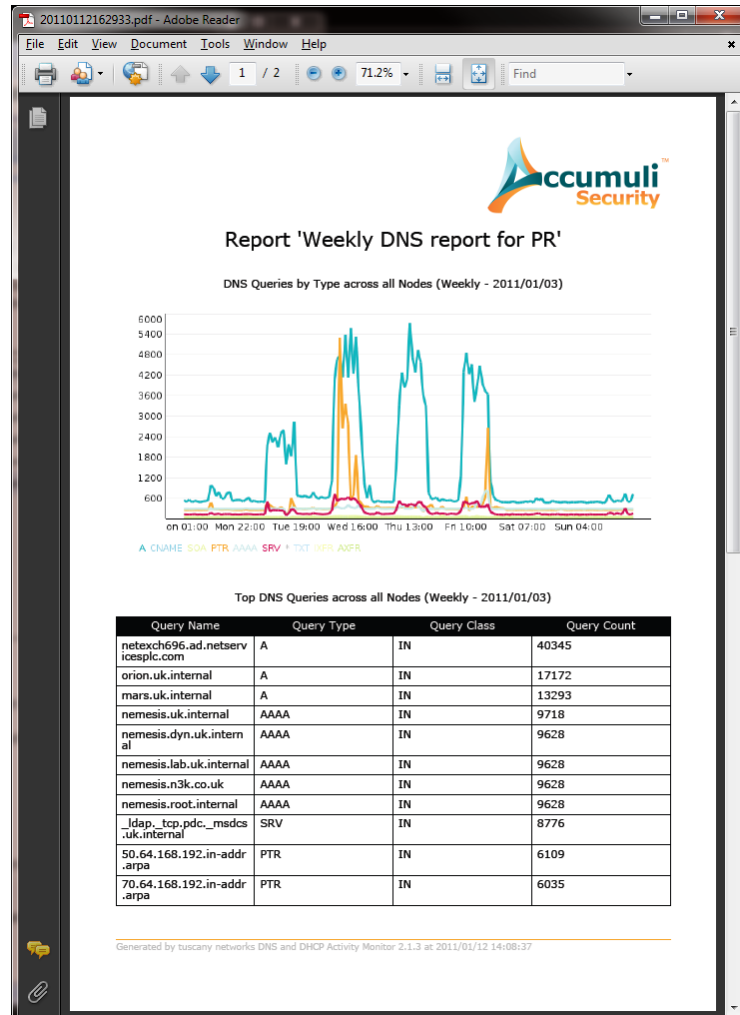 20110112162933.pdf - Adobe Reader
File Edit View Document Tools Window Help
1 / 2 71.2% Find
Accumuli™
Security
Report 'Weekly DNS report for PR'
DNS Queries by Type across all Nodes (Weekly - 2011/01/03)
6000
5400
4800
4200
3600
3000
2400
1800
1200
600
on 01:00 Mon 22:00 Tue 19:00 Wed 16:00 Thu 13:00 Fri 10:00 Sat 07:00 Sun 04:00
A CNAME SOA PTR AAAA SRV * TXT IXFR AXFR
Top DNS Queries across all Nodes (Weekly - 2011/01/03)
Query Name Query Type Query Class Query Count
netexch696.ad.netserv A IN 40345
icesplc.com
orion.uk.internal A IN 17172
mars.uk.internal A IN 13293
nemesis.uk.internal AAAA IN 9718
nemesis.dyn.uk.intern AAAA IN 9628
al
nemesis.lab.uk.internal AAAA IN 9628
nemesis.n3k.co.uk AAAA IN 9628
nemesis.root.internal AAAA IN 9628
_ldap._tcp.pdc._msdcs SRV IN 8776
.uk.internal
50.64.168.192.in-addr PTR IN 6109
.arpa
70.64.168.192.in-addr PTR IN 6035
.arpa
Generated by tuscany networks DNS and DHCP Activity Monitor 2.1.3 at 2011/01/12 14:08:37